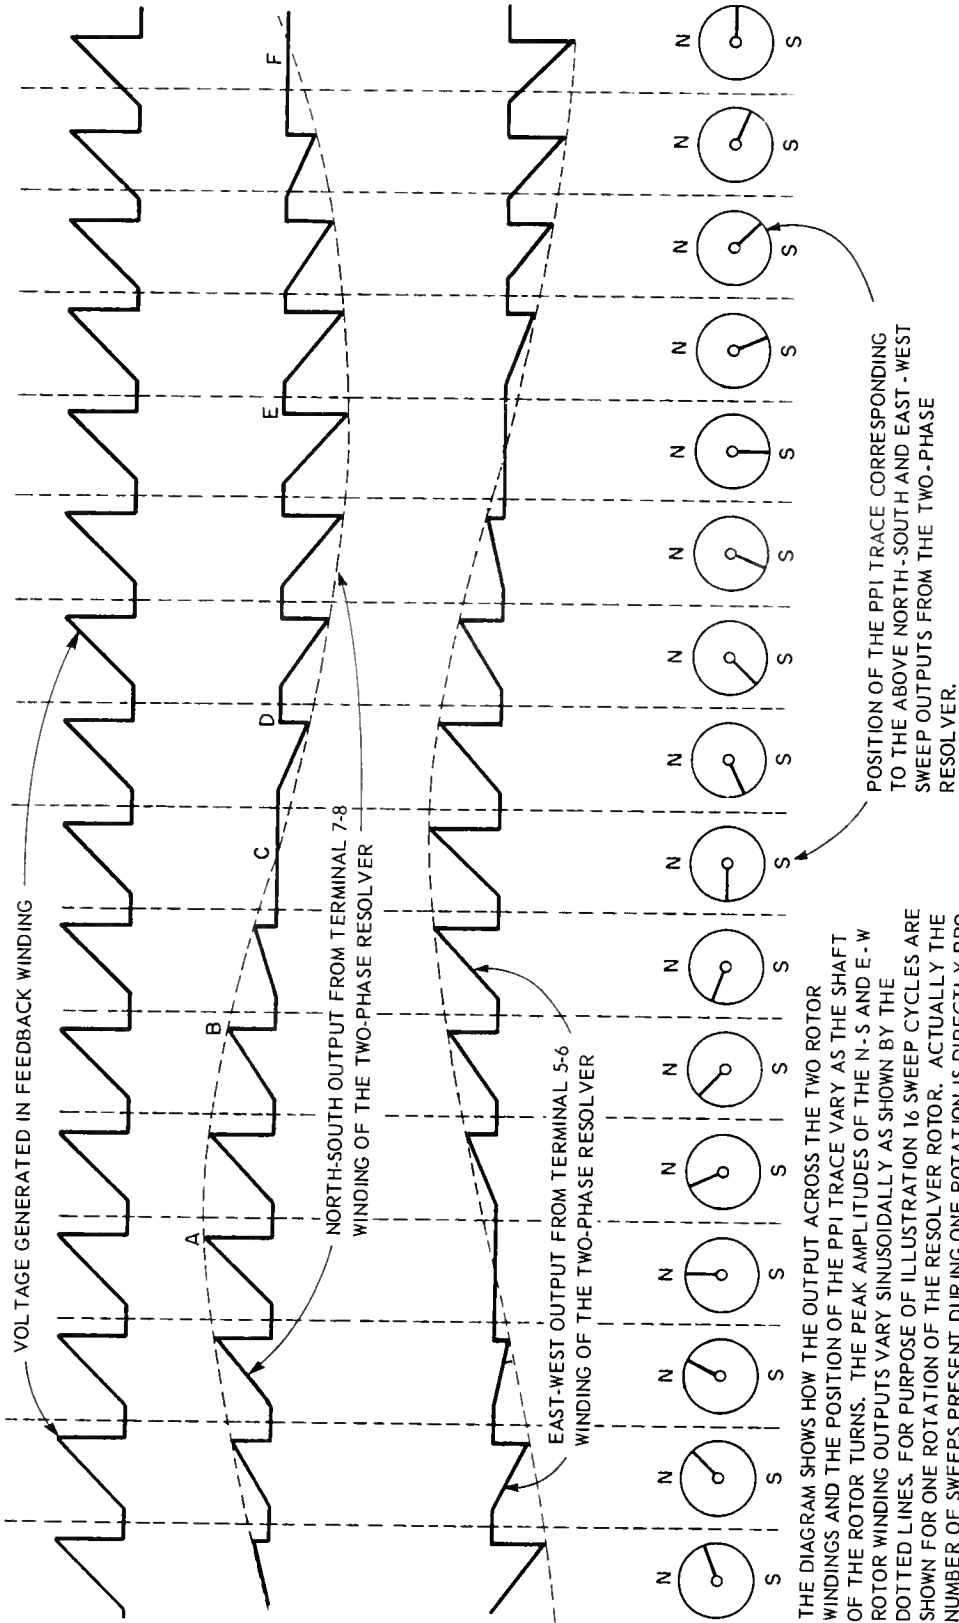 VOLTAGE GENERATED IN FEEDBACK WINDING
A
B
C
D
E
F
NORTH-SOUTH OUTPUT FROM TERMINAL 7-8
WINDING OF THE TWO-PHASE RESOLVER
EAST-WEST OUTPUT FROM TERMINAL 5-6
WINDING OF THE TWO-PHASE RESOLVER
N N N N N N N N N N N N N N N N
S S S S S S S S S S S S S S S S
THE DIAGRAM SHOWS HOW THE OUTPUT ACROSS THE TWO ROTOR
WINDINGS AND THE POSITION OF THE PPI TRACE VARY AS THE SHAFT
OF THE ROTOR TURNS. THE PEAK AMPLITUDES OF THE N-S AND E-W
ROTOR WINDING OUTPUTS VARY SINUSOIDALLY AS SHOWN BY THE
DOTTED LINES. FOR PURPOSE OF ILLUSTRATION 16 SWEEP CYCLES ARE
SHOWN FOR ONE ROTATION OF THE RESOLVER ROTOR. ACTUALLY THE
NUMBER OF SWEEPS PRESENT DURING ONE ROTATION IS DIRECTLY
POSITION OF THE PPI TRACE CORRESPONDING
TO THE ABOVE NORTH-SOUTH AND EAST-WEST
SWEEP OUTPUTS FROM THE TWO-PHASE
RESOLVER.